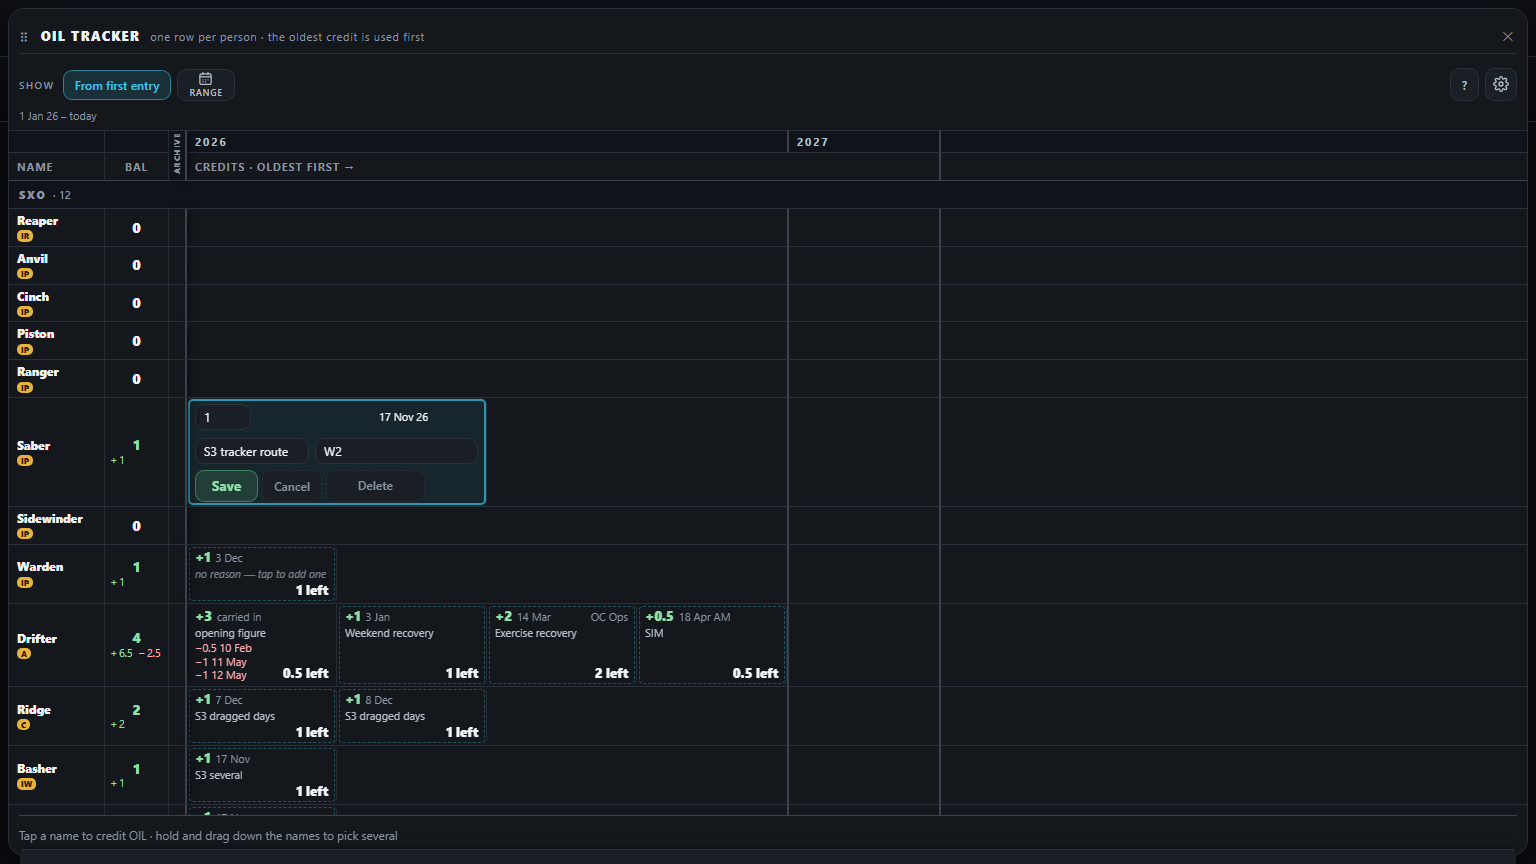 OIL TRACKER one row per person · the oldest credit is used first
SHOW From first entry RANGE ?
1 Jan 26 – today
ARCHIVE 2026 2027
NAME BAL CREDITS · OLDEST FIRST →
SXO · 12
Reaper 0
IR
Anvil 0
IP
Cinch 0
IP
Piston 0
IP
Ranger 0
IP
1 17 Nov 26
Saber 1 S3 tracker route W2
IP +1
Save Cancel Delete
Sidewinder 0
IP
+1 3 Dec
Warden 1 no reason — tap to add one
IP +1 1 left
+3 carried in +1 3 Jan +2 14 Mar OC Ops +0.5 18 Apr AM
opening figure Weekend recovery Exercise recovery SIM
Drifter 4 −0.5 10 Feb
A +6.5 −2.5 −1 11 May
−1 12 May 0.5 left 1 left 2 left 0.5 left
+1 7 Dec +1 8 Dec
Ridge 2 S3 dragged days S3 dragged days
C +2 1 left 1 left
+1 17 Nov
Basher 1 S3 several
IW +1 1 left
Tap a name to credit OIL · hold and drag down the names to pick several